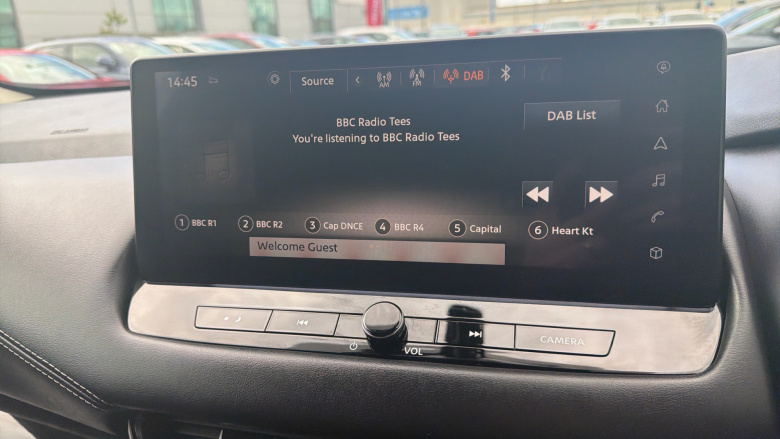 14:45
Source
AM
FM
DAB
BBC Radio Tees
You're listening to BBC Radio Tees
DAB List
1 BBC R1
2 BBC R2
3 Cap DNCE
4 BBC R4
5 Capital
6 Heart Kt
Welcome Guest
VOL
CAMERA